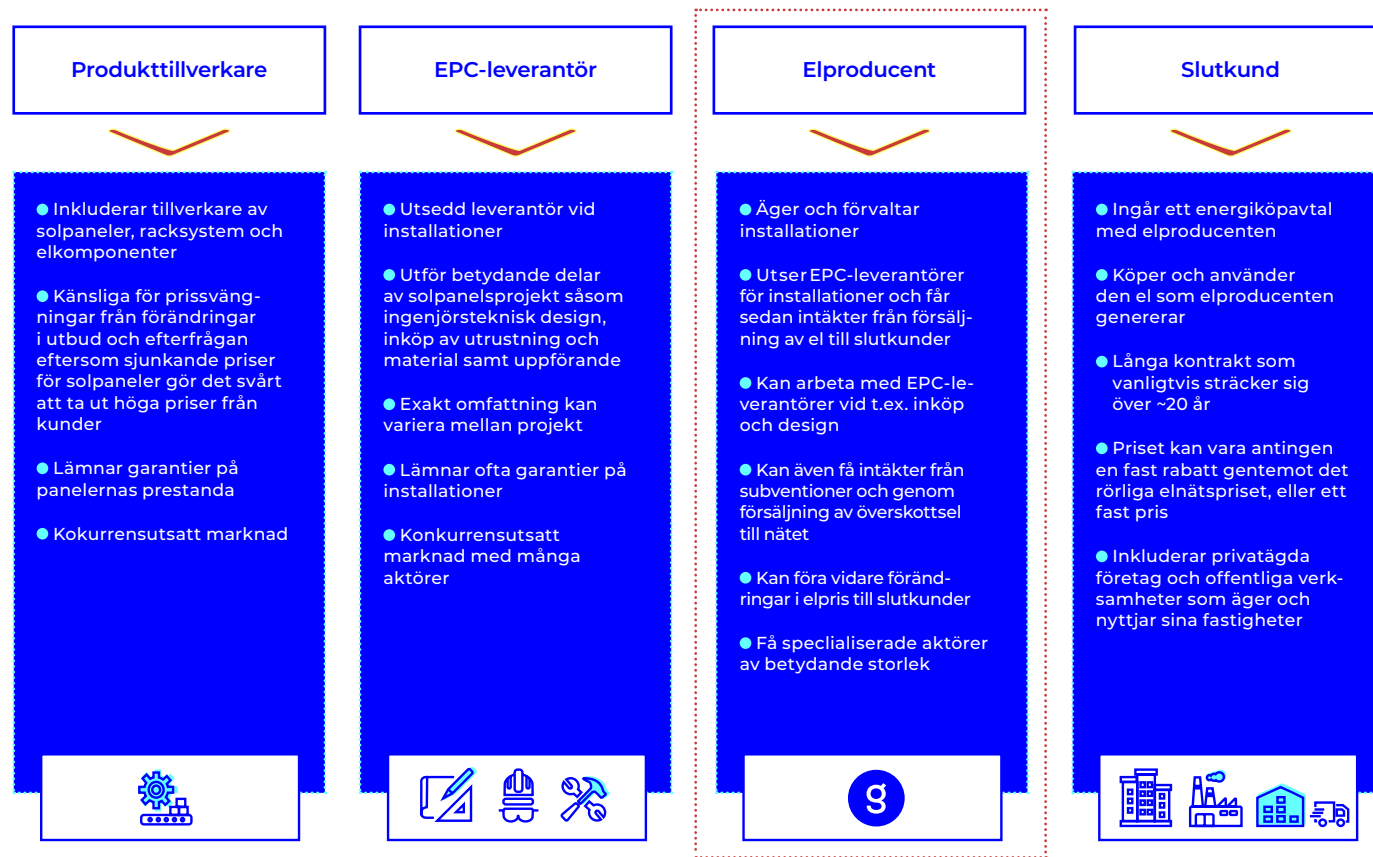 Produkttillverkare
● Inkluderar tillverkare av
solpaneler, racksystem och
elkomponenter
● Känsliga för prissväng-
ningar från förändringar
i utbud och efterfrågan
eftersom sjunkande priser
för solpaneler gör det svårt
att ta ut höga priser från
kunder
● Lämnar garantier på
panelernas prestanda
● Kokurrensutsatt marknad
EPC-leverantör
● Utsedd leverantör vid
installationer
● Utför betydande delar
av solpanelsprojekt såsom
ingenjörsteknisk design,
inköp av utrustning och
material samt uppförande
● Exakt omfattning kan
variera mellan projekt
● Lämnar ofta garantier på
installationer
● Konkurrensutsatt
marknad med många
aktörer
Elproducent
● Äger och förvaltar
installationer
● Utser EPC-leverantörer
för installationer och får
sedan intäkter från försälj-
ning av el till slutkunder
● Kan arbeta med EPC-le-
verantörer vid t.ex. inköp
och design
● Kan även få intäkter från
subventioner och genom
försäljning av överskottsel
till nätet
● Kan föra vidare föränd-
ringar i elpris till slutkunder
● Få speclialiserade aktörer
av betydande storlek
g
Slutkund
● Ingår ett energiköpavtal
med elproducenten
● Köper och använder
den el som elproducenten
genererar
● Långa kontrakt som
vanligtvis sträcker sig
över ~20 år
● Priset kan vara antingen
en fast rabatt gentemot det
rörliga elnätspriset, eller ett
fast pris
● Inkluderar privatägda
företag och offentliga verk-
samheter som äger och
nyttjar sina fastigheter